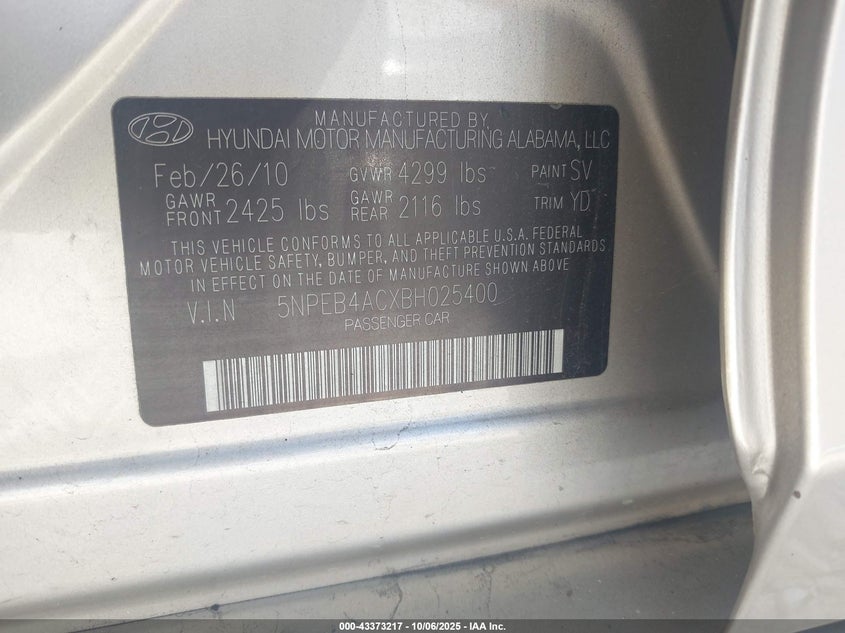 MANUFACTURED BY
HYUNDAI MOTOR MANUFACTURING ALABAMA, LLC
Feb/26/10 GVWR 4299 lbs PAINT SV
GAWR FRONT 2425 lbs GAWR REAR 2116 lbs TRIM YD
THIS VEHICLE CONFORMS TO ALL APPLICABLE U.S.A. FEDERAL
MOTOR VEHICLE SAFETY, BUMPER, AND THEFT PREVENTION STANDARDS
IN EFFECT ON THE DATE OF MANUFACTURE SHOWN ABOVE
V.I.N 5NPEB4ACXBH025400
PASSENGER CAR
000-43373217 - 10/06/2025 - IAA Inc.